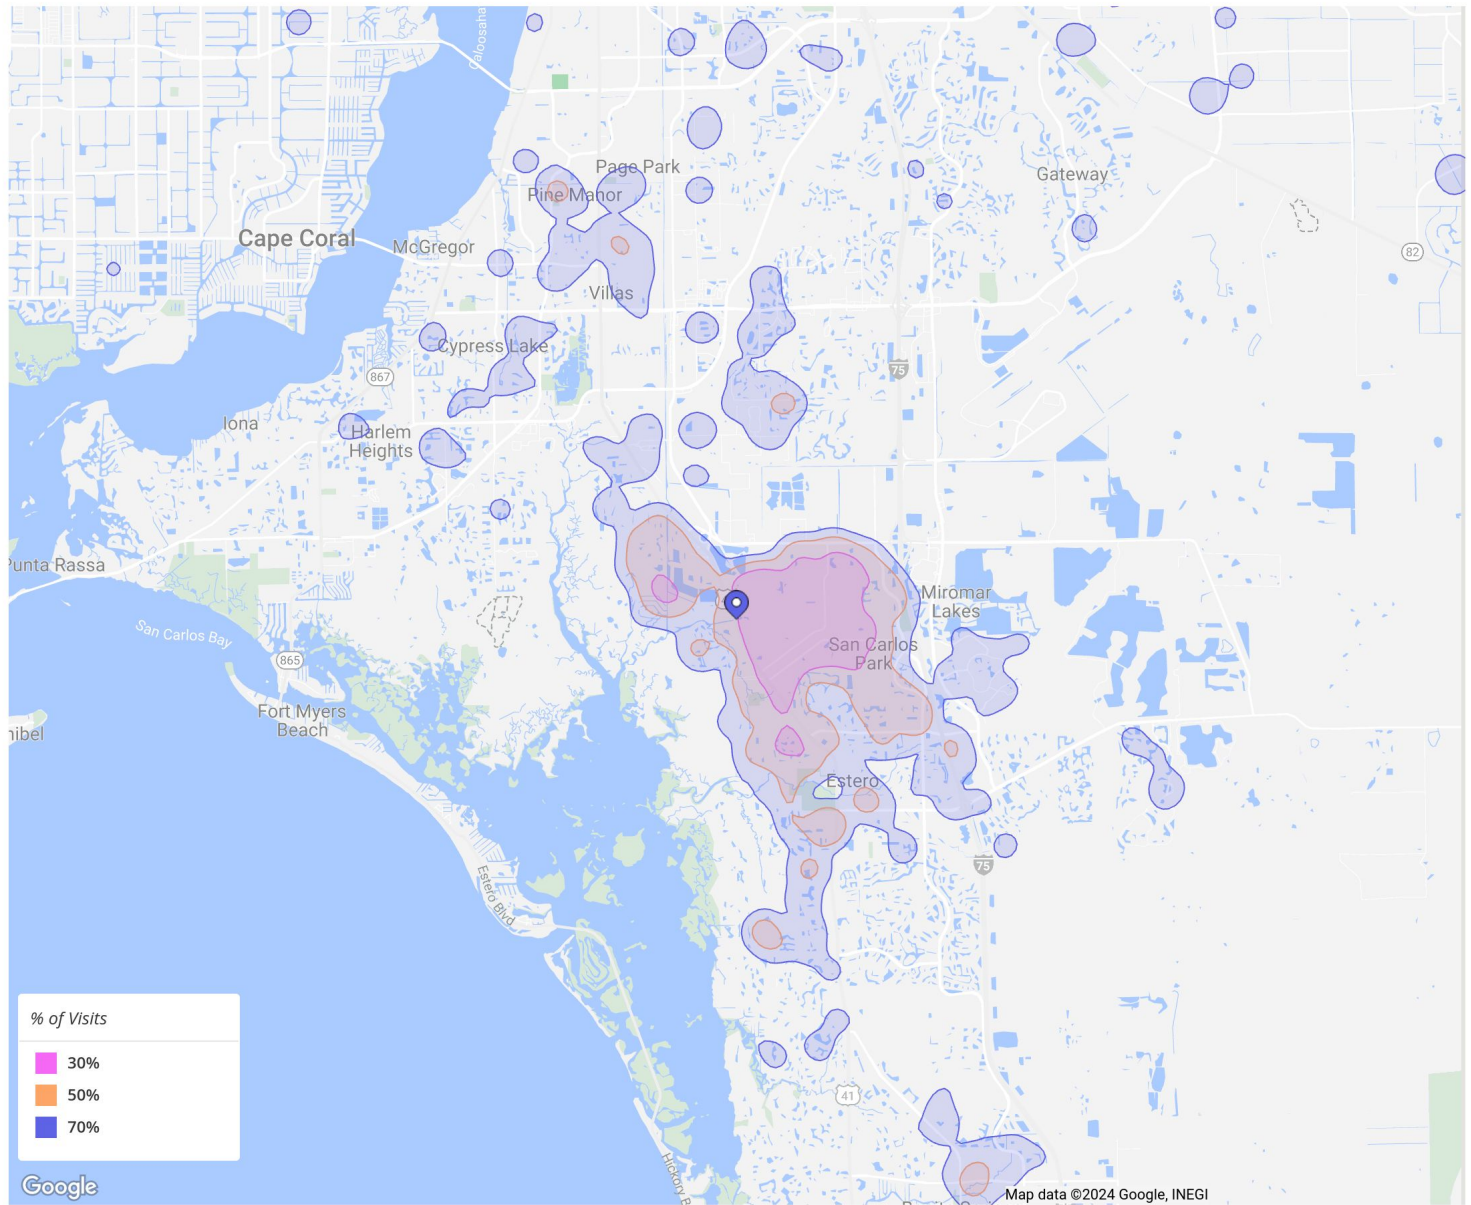 Caloosaha
Page Park
Pine Manor
Gateway
Cape Coral
McGregor
82
Villas
Cypress Lake
75
867
Iona
Harlem
Heights
Punta Rassa
Miromar
Lakes
San Carlos Bay
San Carlos
Park
865
Fort Myers
Beach
nibel
Estero
75
Estero Blvd
% of Visits
30%
50%
70%
41
Hickory B
Google
Map data ©2024 Google, INEGI